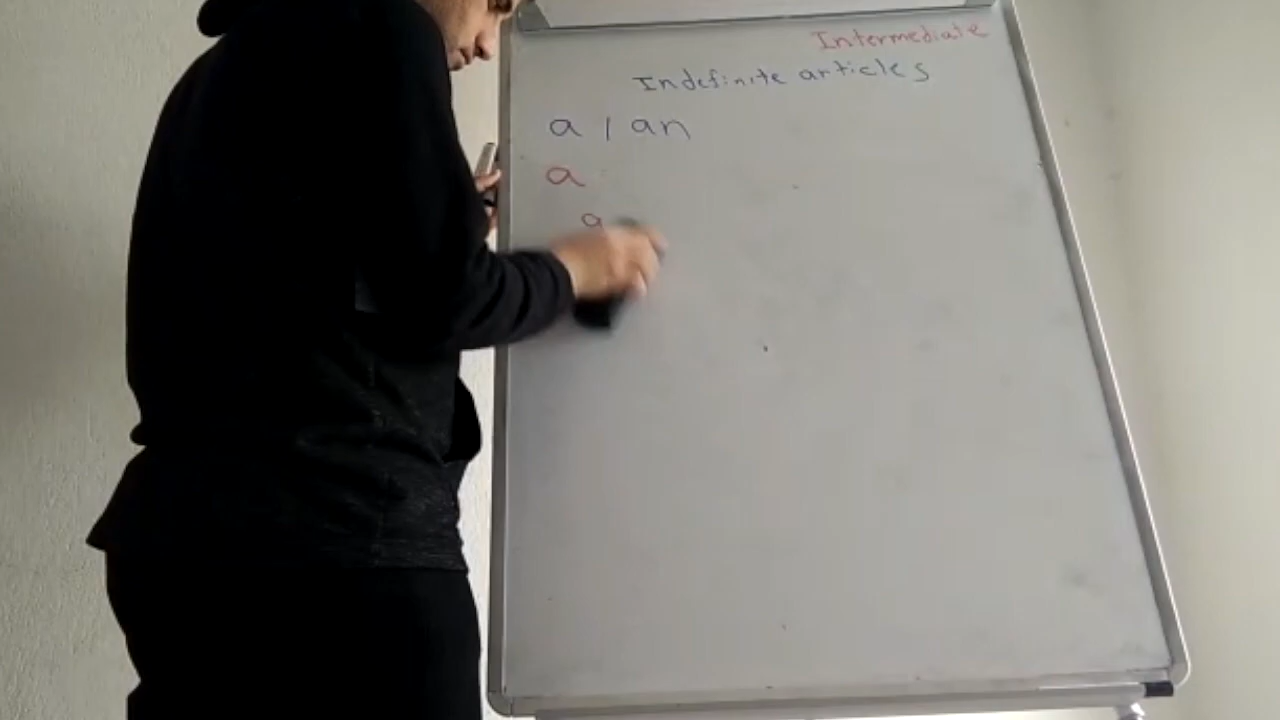 Intermediate
Indefinite articles
a / an
a :
a